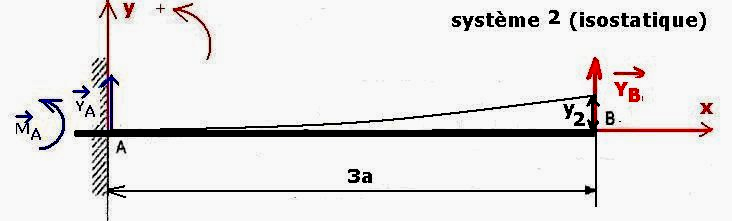 y +
système 2 (isostatique)
Y_A
Y_B
x
M_A
y_2 B
A
3a